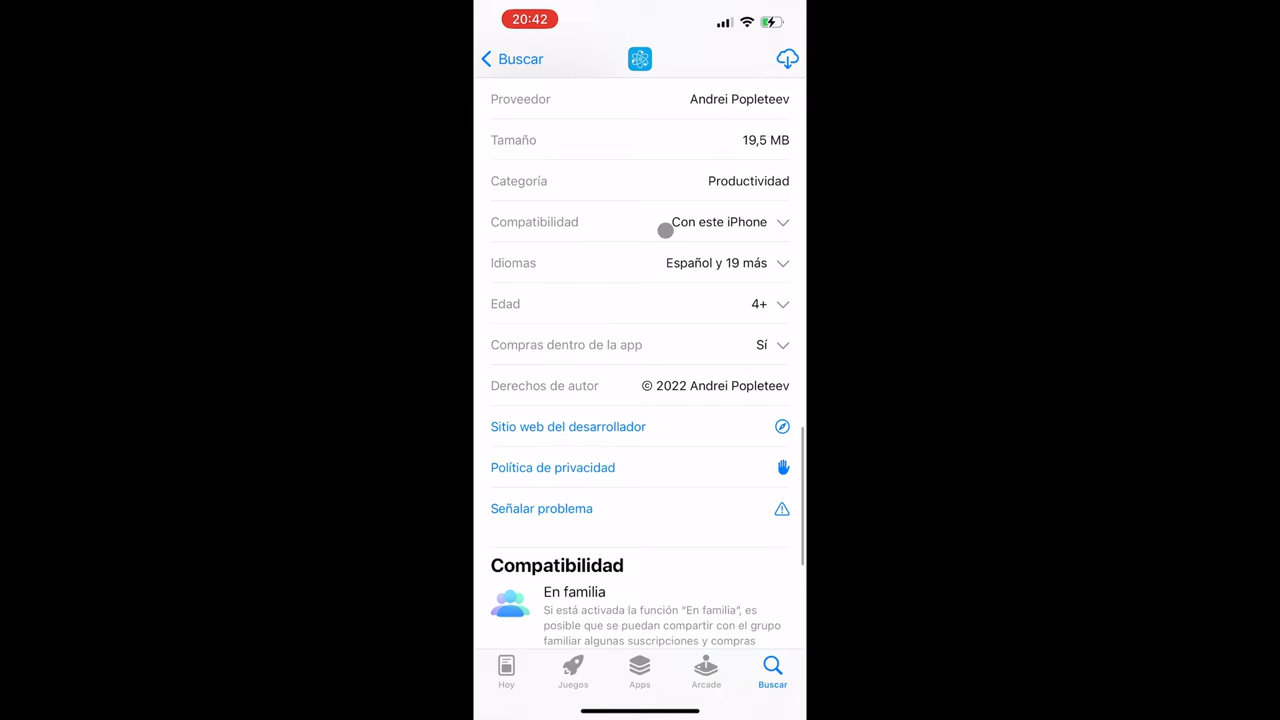 20:42
Buscar
Proveedor Andrei Popleteev
Tamaño 19,5 MB
Categoría Productividad
Compatibilidad Con este iPhone
Idiomas Español y 19 más
Edad 4+
Compras dentro de la app Sí
Derechos de autor © 2022 Andrei Popleteev
Sitio web del desarrollador
Política de privacidad
Señalar problema
Compatibilidad
En familia
Si está activada la función “En familia”, es
posible que se puedan compartir con el grupo
familiar algunas suscripciones y compras
Hoy Juegos Apps Arcade Buscar